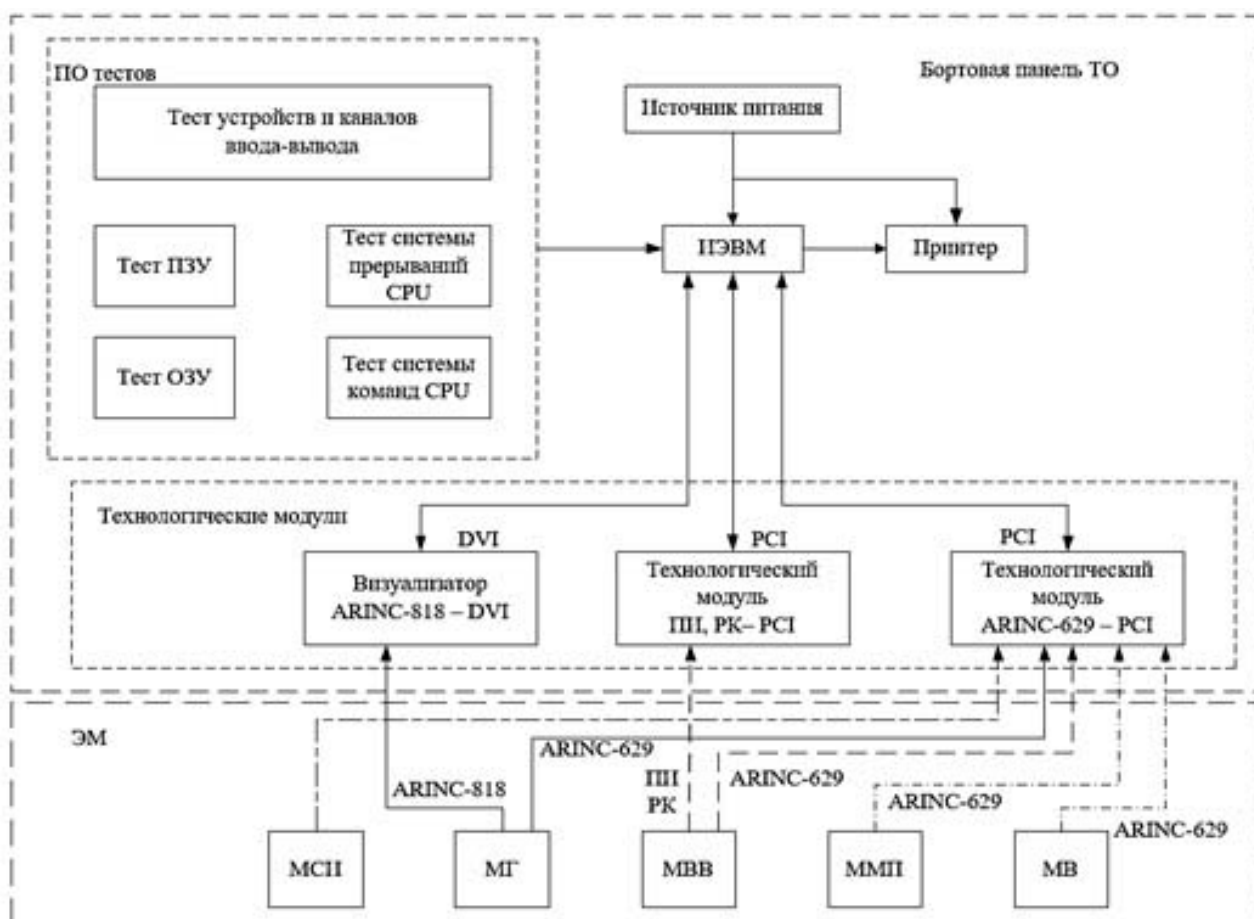 ПО тестов
Бортовая панель ТО
Тест устройств и каналов
ввода-вывода
Источник питания
Тест ПЗУ
Тест системы
прерываний
CPU
ПЭВМ
Принтер
Тест ОЗУ
Тест системы
команд CPU
Технологические модули
DVI
PCI
PCI
Визуализатор
ARINC-818 – DVI
Технологический
модуль
ПИ, РК– PCI
Технологический
модуль
ARINC-629 – PCI
ЭМ
ARINC-629
ARINC-818
ПИ
РК
ARINC-629
ARINC-629
ARINC-629
МСН
МГ
МВВ
ММП
МВ